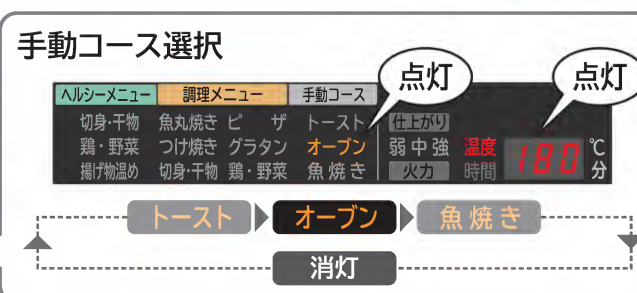 手動コース選択
点灯 点灯
ヘルシーメニュー 調理メニュー 手動コース
切身・干物 魚丸焼き ピザ トースト 仕上がり
鶏・野菜 つけ焼き グラタン オーブン 弱 中 強 温度 180 ℃
揚げ物温め 切身・干物 鶏・野菜 魚焼き 火力 時間 分
トースト オーブン 魚焼き
消灯